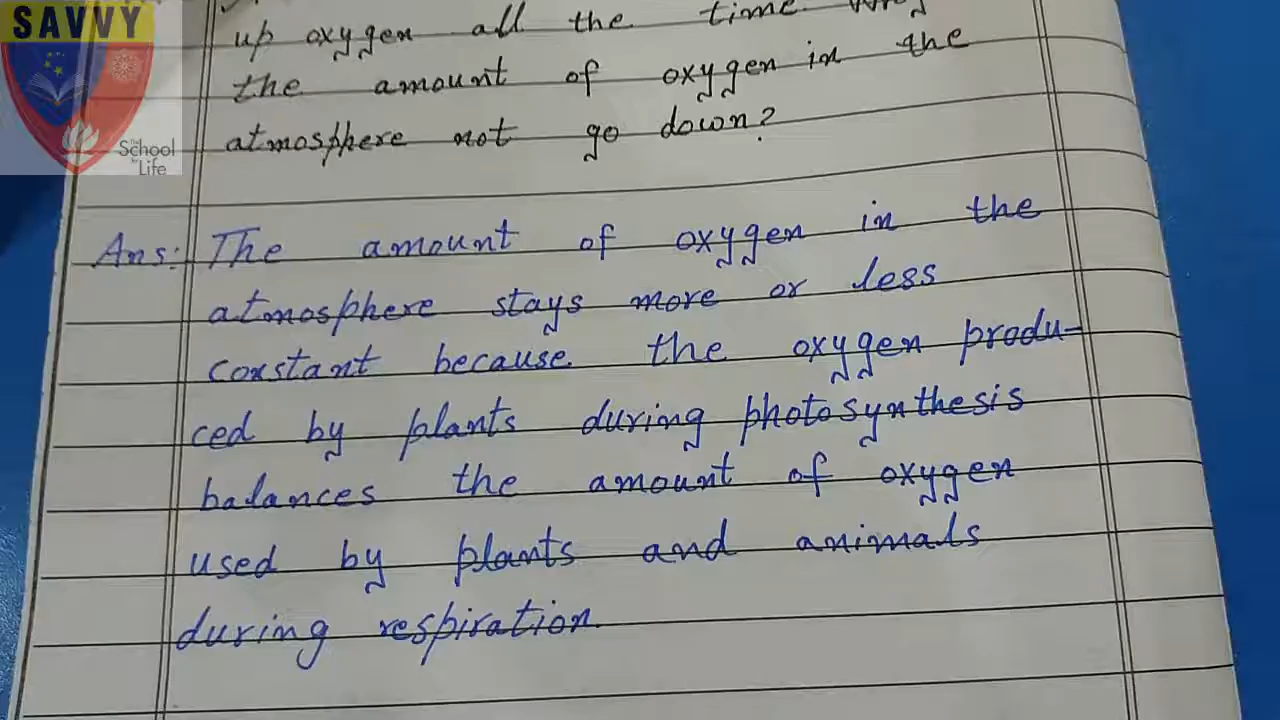 SAVVY
The School
of Life
up oxygen all the time. Why
the amount of oxygen in the
atmosphere not go down?
Ans: The amount of oxygen in the
atmosphere stays more or less
constant because the oxygen produ-
ced by plants during photosynthesis
balances the amount of oxygen
used by plants and animals
during respiration.